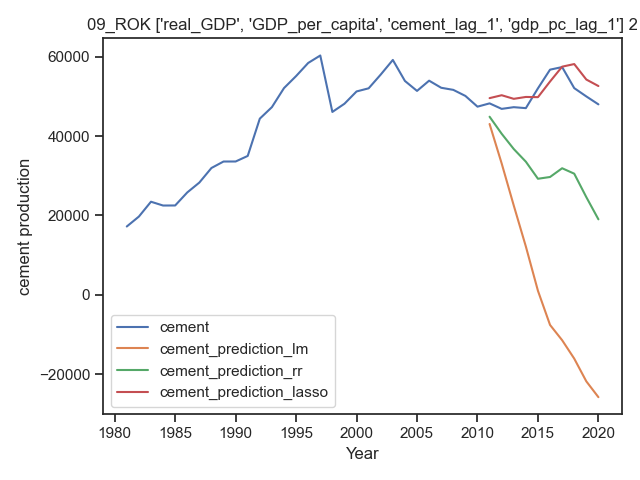 09_ROK ['real_GDP', 'GDP_per_capita', 'cement_lag_1', 'gdp_pc_lag_1'] 2
60000
40000
20000
0
−20000
cement production
cement
cement_prediction_lm
cement_prediction_rr
cement_prediction_lasso
1980 1985 1990 1995 2000 2005 2010 2015 2020
Year